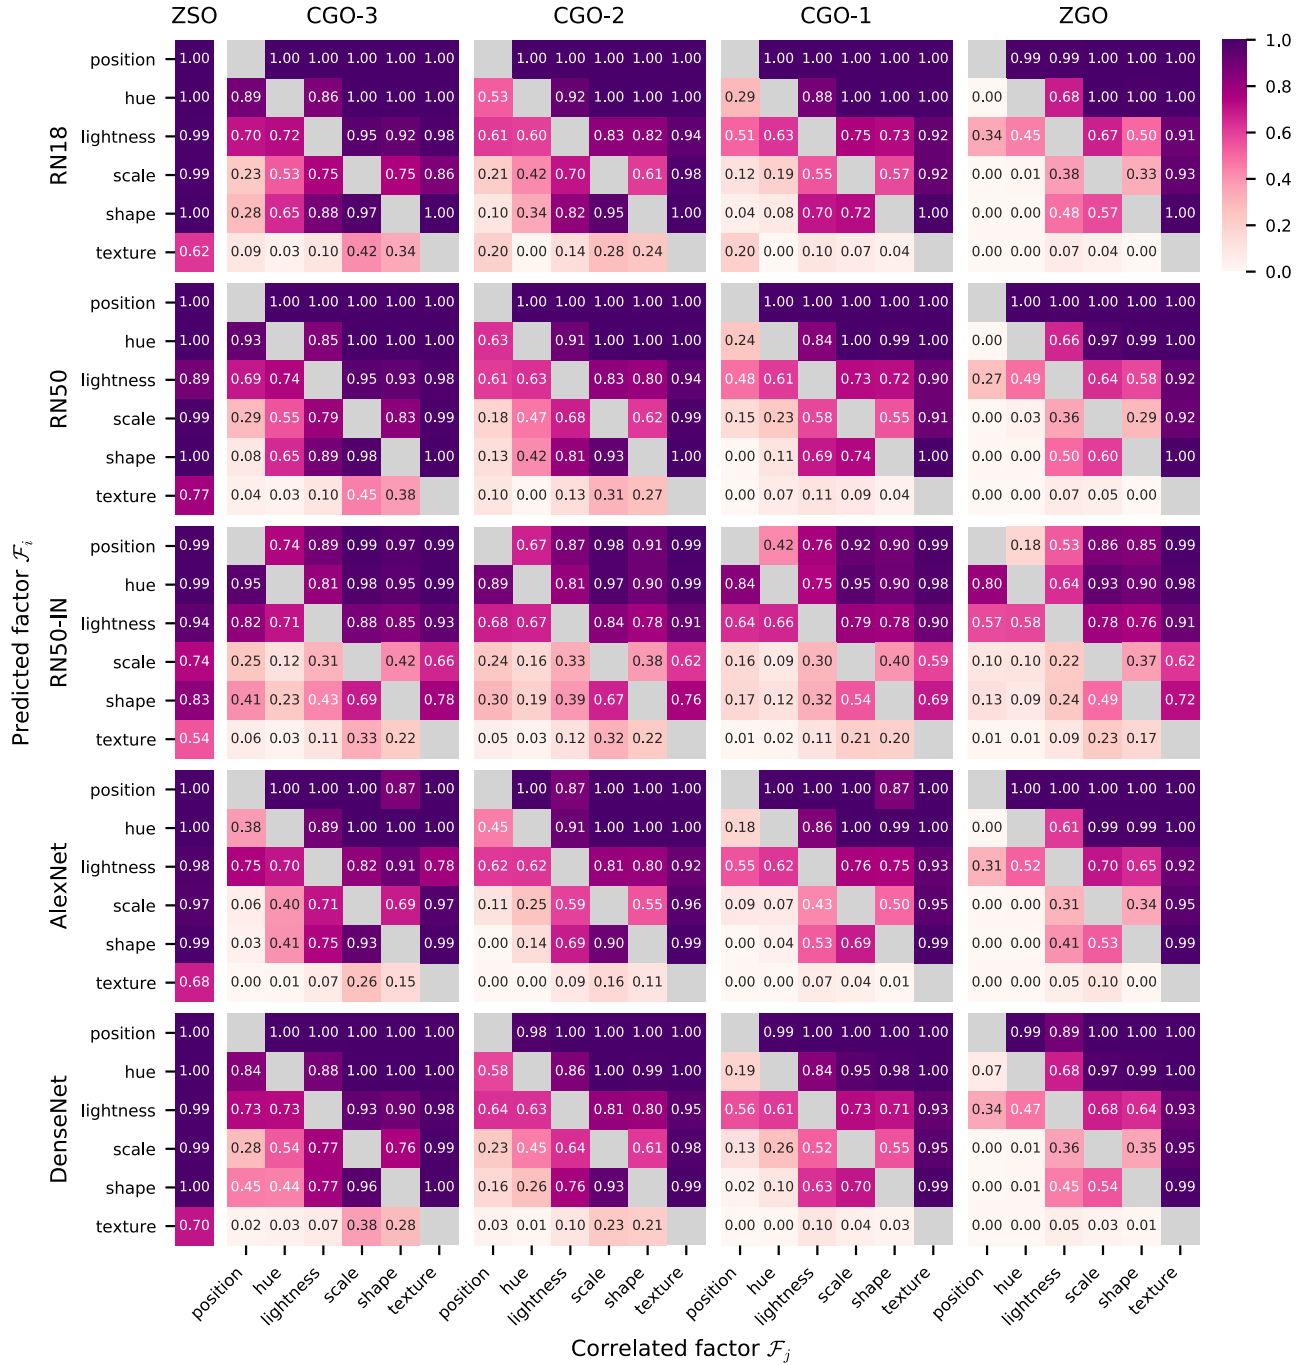 ZSO CGO-3 CGO-2 CGO-1 ZGO
Predicted factor 𝓕ᵢ
RN18
position 1.00 1.00 1.00 1.00 1.00 1.00 1.00 1.00 1.00 1.00 1.00 1.00 1.00 1.00 1.00 1.00 0.99 0.99 1.00 1.00 1.00
hue 1.00 0.89 0.86 1.00 1.00 1.00 0.53 0.92 1.00 1.00 1.00 0.29 0.88 1.00 1.00 1.00 0.00 0.68 1.00 1.00 1.00
lightness 0.99 0.70 0.72 0.95 0.92 0.98 0.61 0.60 0.83 0.82 0.94 0.51 0.63 0.75 0.73 0.92 0.34 0.45 0.67 0.50 0.91
scale 0.99 0.23 0.53 0.75 0.75 0.86 0.21 0.42 0.70 0.61 0.98 0.12 0.19 0.55 0.57 0.92 0.00 0.01 0.38 0.33 0.93
shape 1.00 0.28 0.65 0.88 0.97 1.00 0.10 0.34 0.82 0.95 1.00 0.04 0.08 0.70 0.72 1.00 0.00 0.00 0.48 0.57 1.00
texture 0.62 0.09 0.03 0.10 0.42 0.34 0.20 0.00 0.14 0.28 0.24 0.20 0.00 0.10 0.07 0.04 0.00 0.00 0.07 0.04 0.00
1.0
0.8
0.6
0.4
0.2
0.0
RN50
position 1.00 1.00 1.00 1.00 1.00 1.00 1.00 1.00 1.00 1.00 1.00 1.00 1.00 1.00 1.00 1.00 1.00 1.00 1.00 1.00 1.00
hue 1.00 0.93 0.85 1.00 1.00 1.00 0.63 0.91 1.00 1.00 1.00 0.24 0.84 1.00 0.99 1.00 0.00 0.66 0.97 0.99 1.00
lightness 0.89 0.69 0.74 0.95 0.93 0.98 0.61 0.63 0.83 0.80 0.94 0.48 0.61 0.73 0.72 0.90 0.27 0.49 0.64 0.58 0.92
scale 0.99 0.29 0.55 0.79 0.83 0.99 0.18 0.47 0.68 0.62 0.99 0.15 0.23 0.58 0.55 0.91 0.00 0.03 0.36 0.29 0.92
shape 1.00 0.08 0.65 0.89 0.98 1.00 0.13 0.42 0.81 0.93 1.00 0.00 0.11 0.69 0.74 1.00 0.00 0.00 0.50 0.60 1.00
texture 0.77 0.04 0.03 0.10 0.45 0.38 0.10 0.00 0.13 0.31 0.27 0.00 0.07 0.11 0.09 0.04 0.00 0.00 0.07 0.05 0.00
RN50-IN
position 0.99 0.74 0.89 0.99 0.97 0.99 0.67 0.87 0.98 0.91 0.99 0.42 0.76 0.92 0.90 0.99 0.18 0.53 0.86 0.85 0.99
hue 0.99 0.95 0.81 0.98 0.95 0.99 0.89 0.81 0.97 0.90 0.99 0.84 0.75 0.95 0.90 0.98 0.80 0.64 0.93 0.90 0.98
lightness 0.94 0.82 0.71 0.88 0.85 0.93 0.68 0.67 0.84 0.78 0.91 0.64 0.66 0.79 0.78 0.90 0.57 0.58 0.78 0.76 0.91
scale 0.74 0.25 0.12 0.31 0.42 0.66 0.24 0.16 0.33 0.38 0.62 0.16 0.09 0.30 0.40 0.59 0.10 0.10 0.22 0.37 0.62
shape 0.83 0.41 0.23 0.43 0.69 0.78 0.30 0.19 0.39 0.67 0.76 0.17 0.12 0.32 0.54 0.69 0.13 0.09 0.24 0.49 0.72
texture 0.54 0.06 0.03 0.11 0.33 0.22 0.05 0.03 0.12 0.32 0.22 0.01 0.02 0.11 0.21 0.20 0.01 0.01 0.09 0.23 0.17
AlexNet
position 1.00 1.00 1.00 1.00 0.87 1.00 1.00 0.87 1.00 1.00 1.00 1.00 1.00 1.00 0.87 1.00 1.00 1.00 1.00 1.00 1.00
hue 1.00 0.38 0.89 1.00 1.00 1.00 0.45 0.91 1.00 1.00 1.00 0.18 0.86 1.00 0.99 1.00 0.00 0.61 0.99 0.99 1.00
lightness 0.98 0.75 0.70 0.82 0.91 0.78 0.62 0.62 0.81 0.80 0.92 0.55 0.62 0.76 0.75 0.93 0.31 0.52 0.70 0.65 0.92
scale 0.97 0.06 0.40 0.71 0.69 0.97 0.11 0.25 0.59 0.55 0.96 0.09 0.07 0.43 0.50 0.95 0.00 0.00 0.31 0.34 0.95
shape 0.99 0.03 0.41 0.75 0.93 0.99 0.00 0.14 0.69 0.90 0.99 0.00 0.04 0.53 0.69 0.99 0.00 0.00 0.41 0.53 0.99
texture 0.68 0.00 0.01 0.07 0.26 0.15 0.00 0.00 0.09 0.16 0.11 0.00 0.00 0.07 0.04 0.01 0.00 0.00 0.05 0.10 0.00
DenseNet
position 1.00 1.00 1.00 1.00 1.00 1.00 0.98 1.00 1.00 1.00 1.00 0.99 1.00 1.00 1.00 1.00 0.99 0.89 1.00 1.00 1.00
hue 1.00 0.84 0.88 1.00 1.00 1.00 0.58 0.86 1.00 0.99 1.00 0.19 0.84 0.95 0.98 1.00 0.07 0.68 0.97 0.99 1.00
lightness 0.99 0.73 0.73 0.93 0.90 0.98 0.64 0.63 0.81 0.80 0.95 0.56 0.61 0.73 0.71 0.93 0.34 0.47 0.68 0.64 0.93
scale 0.99 0.28 0.54 0.77 0.76 0.99 0.23 0.45 0.64 0.61 0.98 0.13 0.26 0.52 0.55 0.95 0.00 0.01 0.36 0.35 0.95
shape 1.00 0.45 0.44 0.77 0.96 1.00 0.16 0.26 0.76 0.93 0.99 0.02 0.10 0.63 0.70 0.99 0.00 0.01 0.45 0.54 0.99
texture 0.70 0.02 0.03 0.07 0.38 0.28 0.03 0.01 0.10 0.23 0.21 0.00 0.00 0.10 0.04 0.03 0.00 0.00 0.05 0.03 0.01
position hue lightness scale shape texture position hue lightness scale shape texture position hue lightness scale shape texture position hue lightness scale shape texture
Correlated factor 𝓕ⱼ